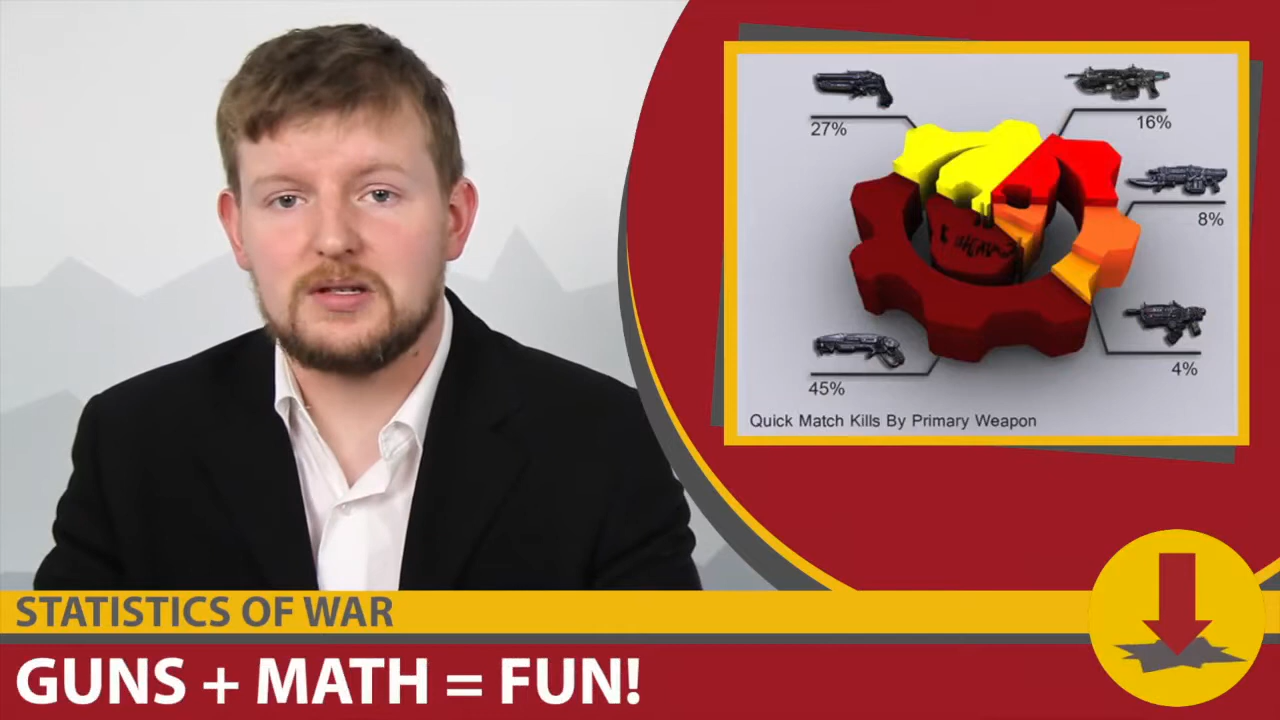 27%
16%
8%
45%
4%
Quick Match Kills By Primary Weapon
STATISTICS OF WAR
GUNS + MATH = FUN!